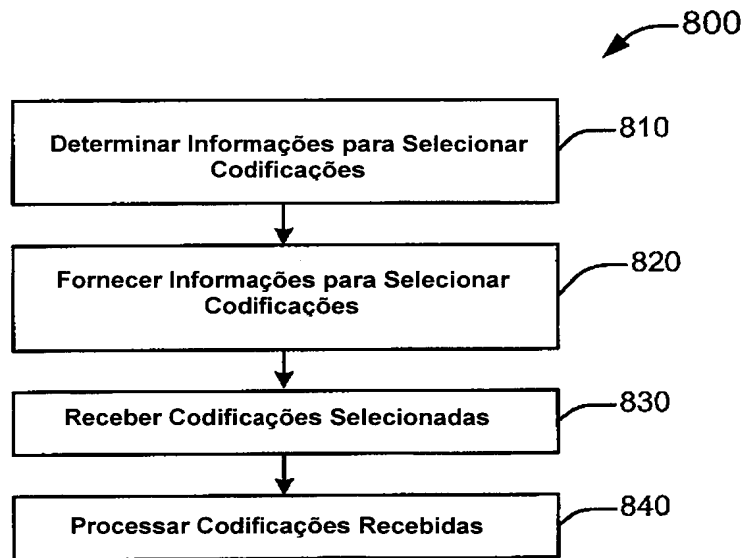 800
Determinar Informações para Selecionar
Codificações
810
Fornecer Informações para Selecionar
Codificações
820
Receber Codificações Selecionadas
830
Processar Codificações Recebidas
840